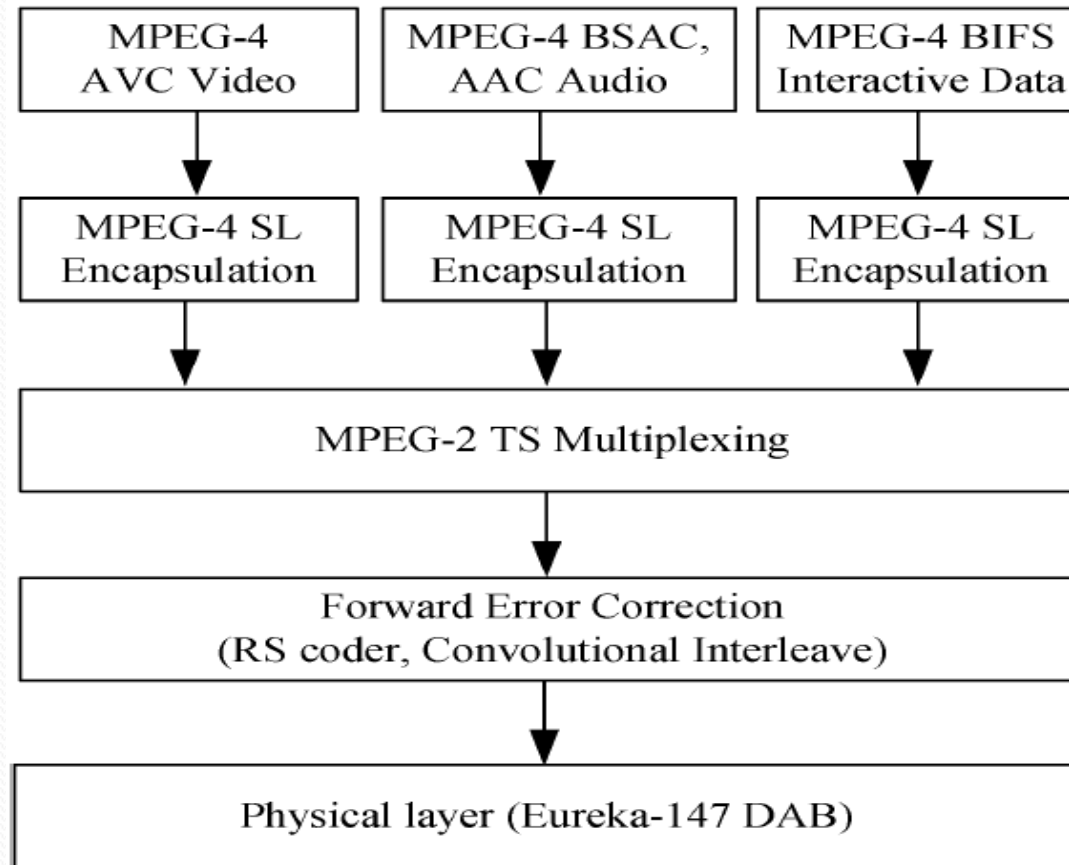 MPEG-4
AVC Video
MPEG-4 BSAC,
AAC Audio
MPEG-4 BIFS
Interactive Data
MPEG-4 SL
Encapsulation
MPEG-4 SL
Encapsulation
MPEG-4 SL
Encapsulation
MPEG-2 TS Multiplexing
Forward Error Correction
(RS coder, Convolutional Interleave)
Physical layer (Eureka-147 DAB)